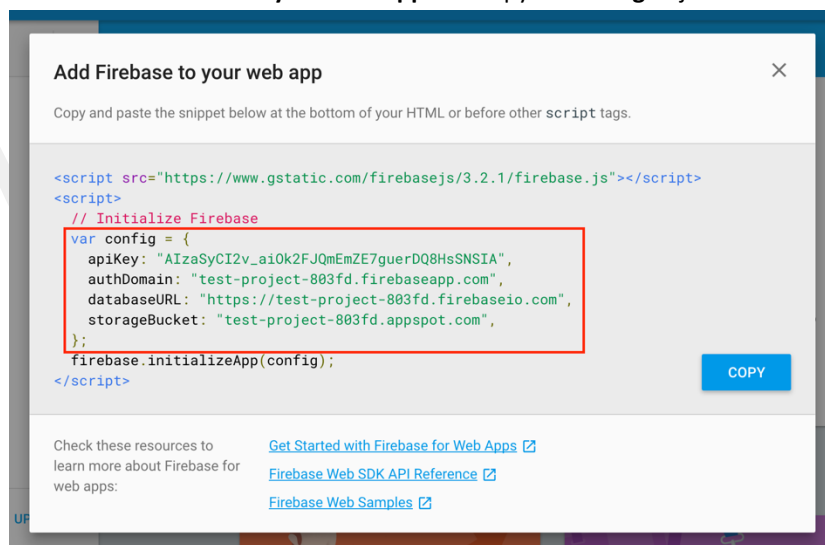 Add Firebase to your web app
Copy and paste the snippet below at the bottom of your HTML or before other script tags.
<script src="https://www.gstatic.com/firebasejs/3.2.1/firebase.js"></script>
<script>
// Initialize Firebase
var config = {
apiKey: "AIzaSyCI2v_aiOk2FJQmEmZE7guerDQ8HsSNSIA",
authDomain: "test-project-803fd.firebaseapp.com",
databaseURL: "https://test-project-803fd.firebaseio.com",
storageBucket: "test-project-803fd.appspot.com",
};
firebase.initializeApp(config);
</script>
COPY
Check these resources to
learn more about Firebase for
web apps:
Get Started with Firebase for Web Apps
Firebase Web SDK API Reference
Firebase Web Samples
UP